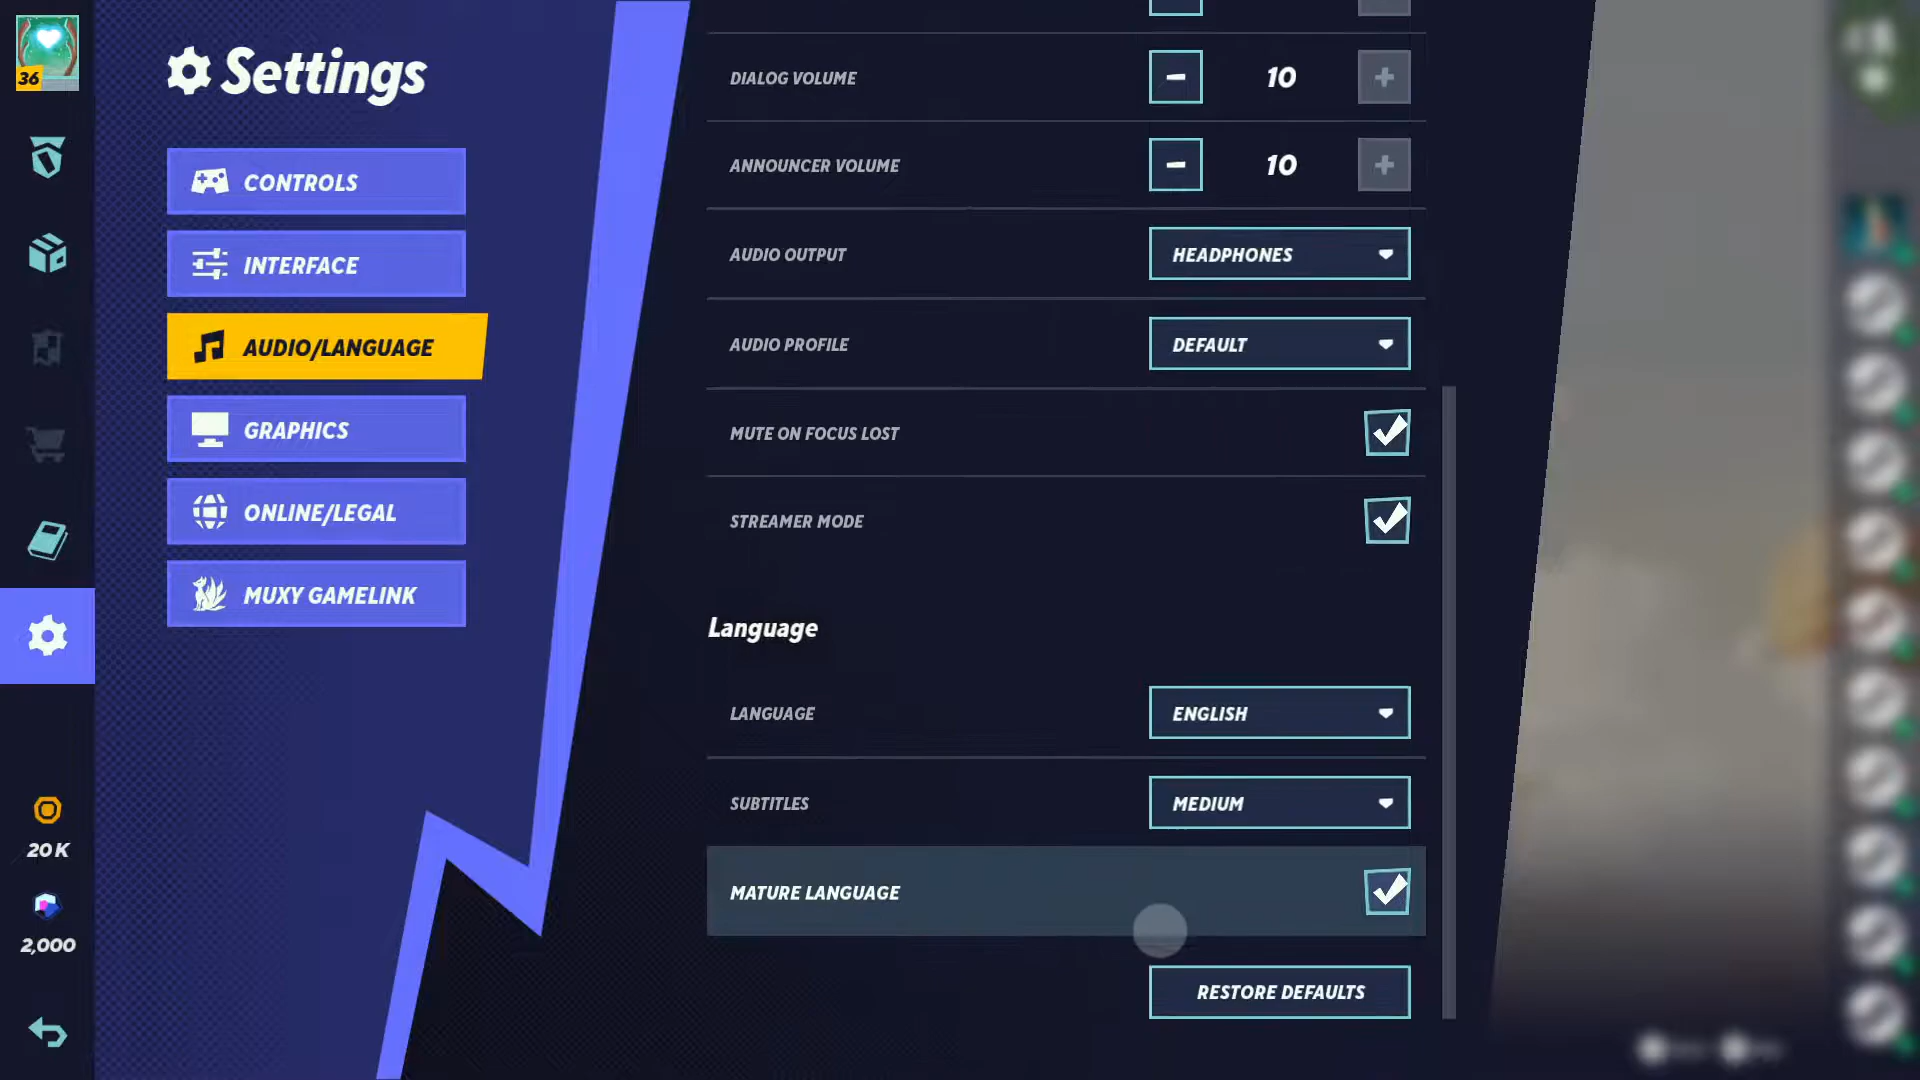 36
Settings
CONTROLS
INTERFACE
AUDIO/LANGUAGE
GRAPHICS
ONLINE/LEGAL
MUXY GAMELINK
20 K
2,000
DIALOG VOLUME
10
ANNOUNCER VOLUME
10
AUDIO OUTPUT
HEADPHONES
AUDIO PROFILE
DEFAULT
MUTE ON FOCUS LOST
STREAMER MODE
Language
LANGUAGE
ENGLISH
SUBTITLES
MEDIUM
MATURE LANGUAGE
RESTORE DEFAULTS